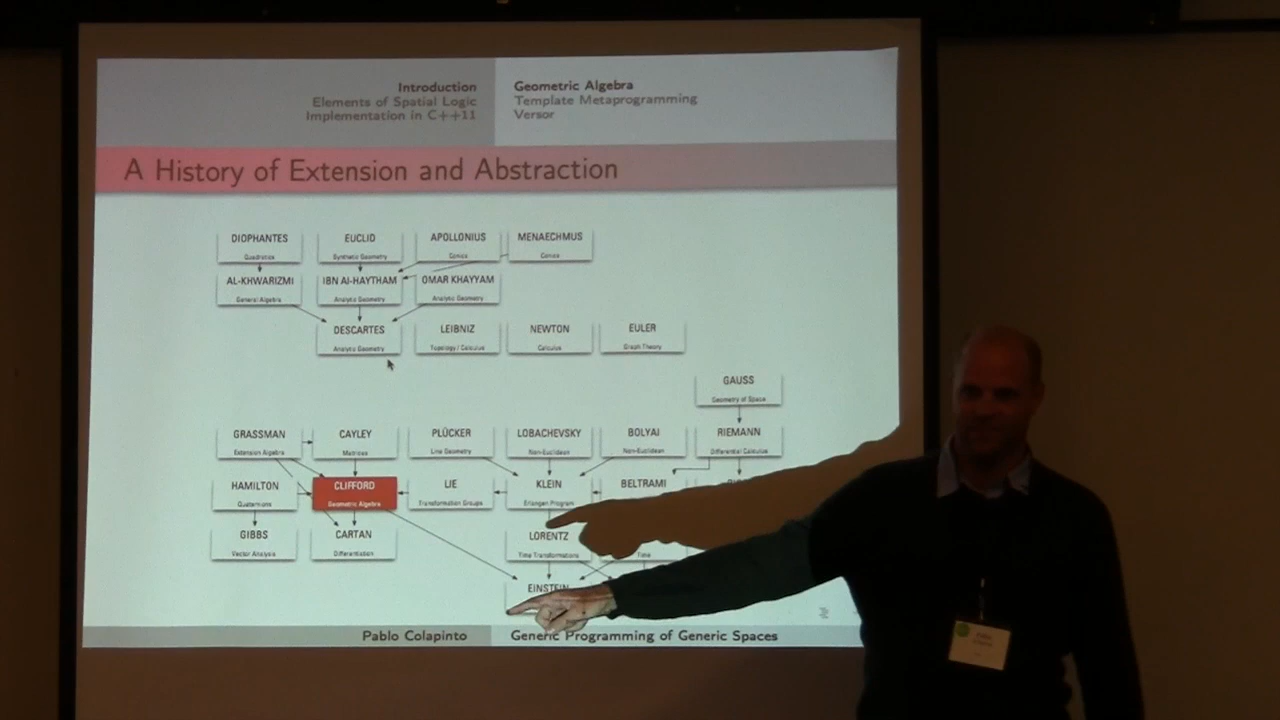 Introduction
Elements of Spatial Logic
Implementation in C++11
Geometric Algebra
Template Metaprogramming
Versor
A History of Extension and Abstraction
DIOPHANTES
Quadratics
EUCLID
Synthetic Geometry
APOLLONIUS
Conics
MENAECHMUS
Conics
AL-KHWARIZMI
General Algebra
IBN Al-HAYTHAM
Analytic Geometry
OMAR KHAYYAM
Analytic Geometry
DESCARTES
Analytic Geometry
LEIBNIZ
Topology / Calculus
NEWTON
Calculus
EULER
Graph Theory
GAUSS
Geometry of Space
GRASSMAN
Extension Algebra
CAYLEY
Matrices
PLÜCKER
Line Geometry
LOBACHEVSKY
Non-Euclidean
BOLYAI
Non-Euclidean
RIEMANN
Differential Calculus
HAMILTON
Quaternions
CLIFFORD
Geometric Algebra
LIE
Transformation Groups
KLEIN
Erlangen Program
BELTRAMI
GIBBS
Vector Analysis
CARTAN
Differentiation
LORENTZ
Time Transformations
Time
EINSTEIN
Pablo Colapinto
Generic Programming of Generic Spaces